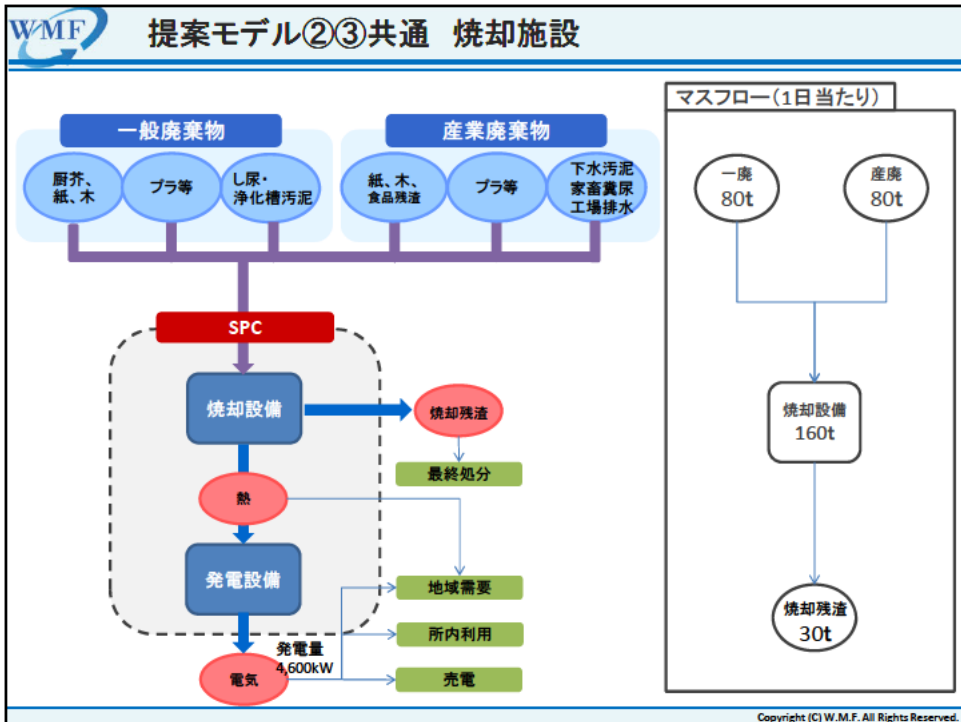 WMF
提案モデル②③共通 焼却施設
一般廃棄物
厨芥、
紙、木
プラ等
し尿・
浄化槽汚泥
産業廃棄物
紙、木、
食品残渣
プラ等
下水汚泥
家畜糞尿
工場排水
SPC
焼却設備
焼却残渣
最終処分
熱
発電設備
地域需要
所内利用
発電量
4,600kW
電気
売電
マスフロー(1日当たり)
一廃
80t
産廃
80t
焼却設備
160t
焼却残渣
30t
Copyright (C) W.M.F. All Rights Reserved.